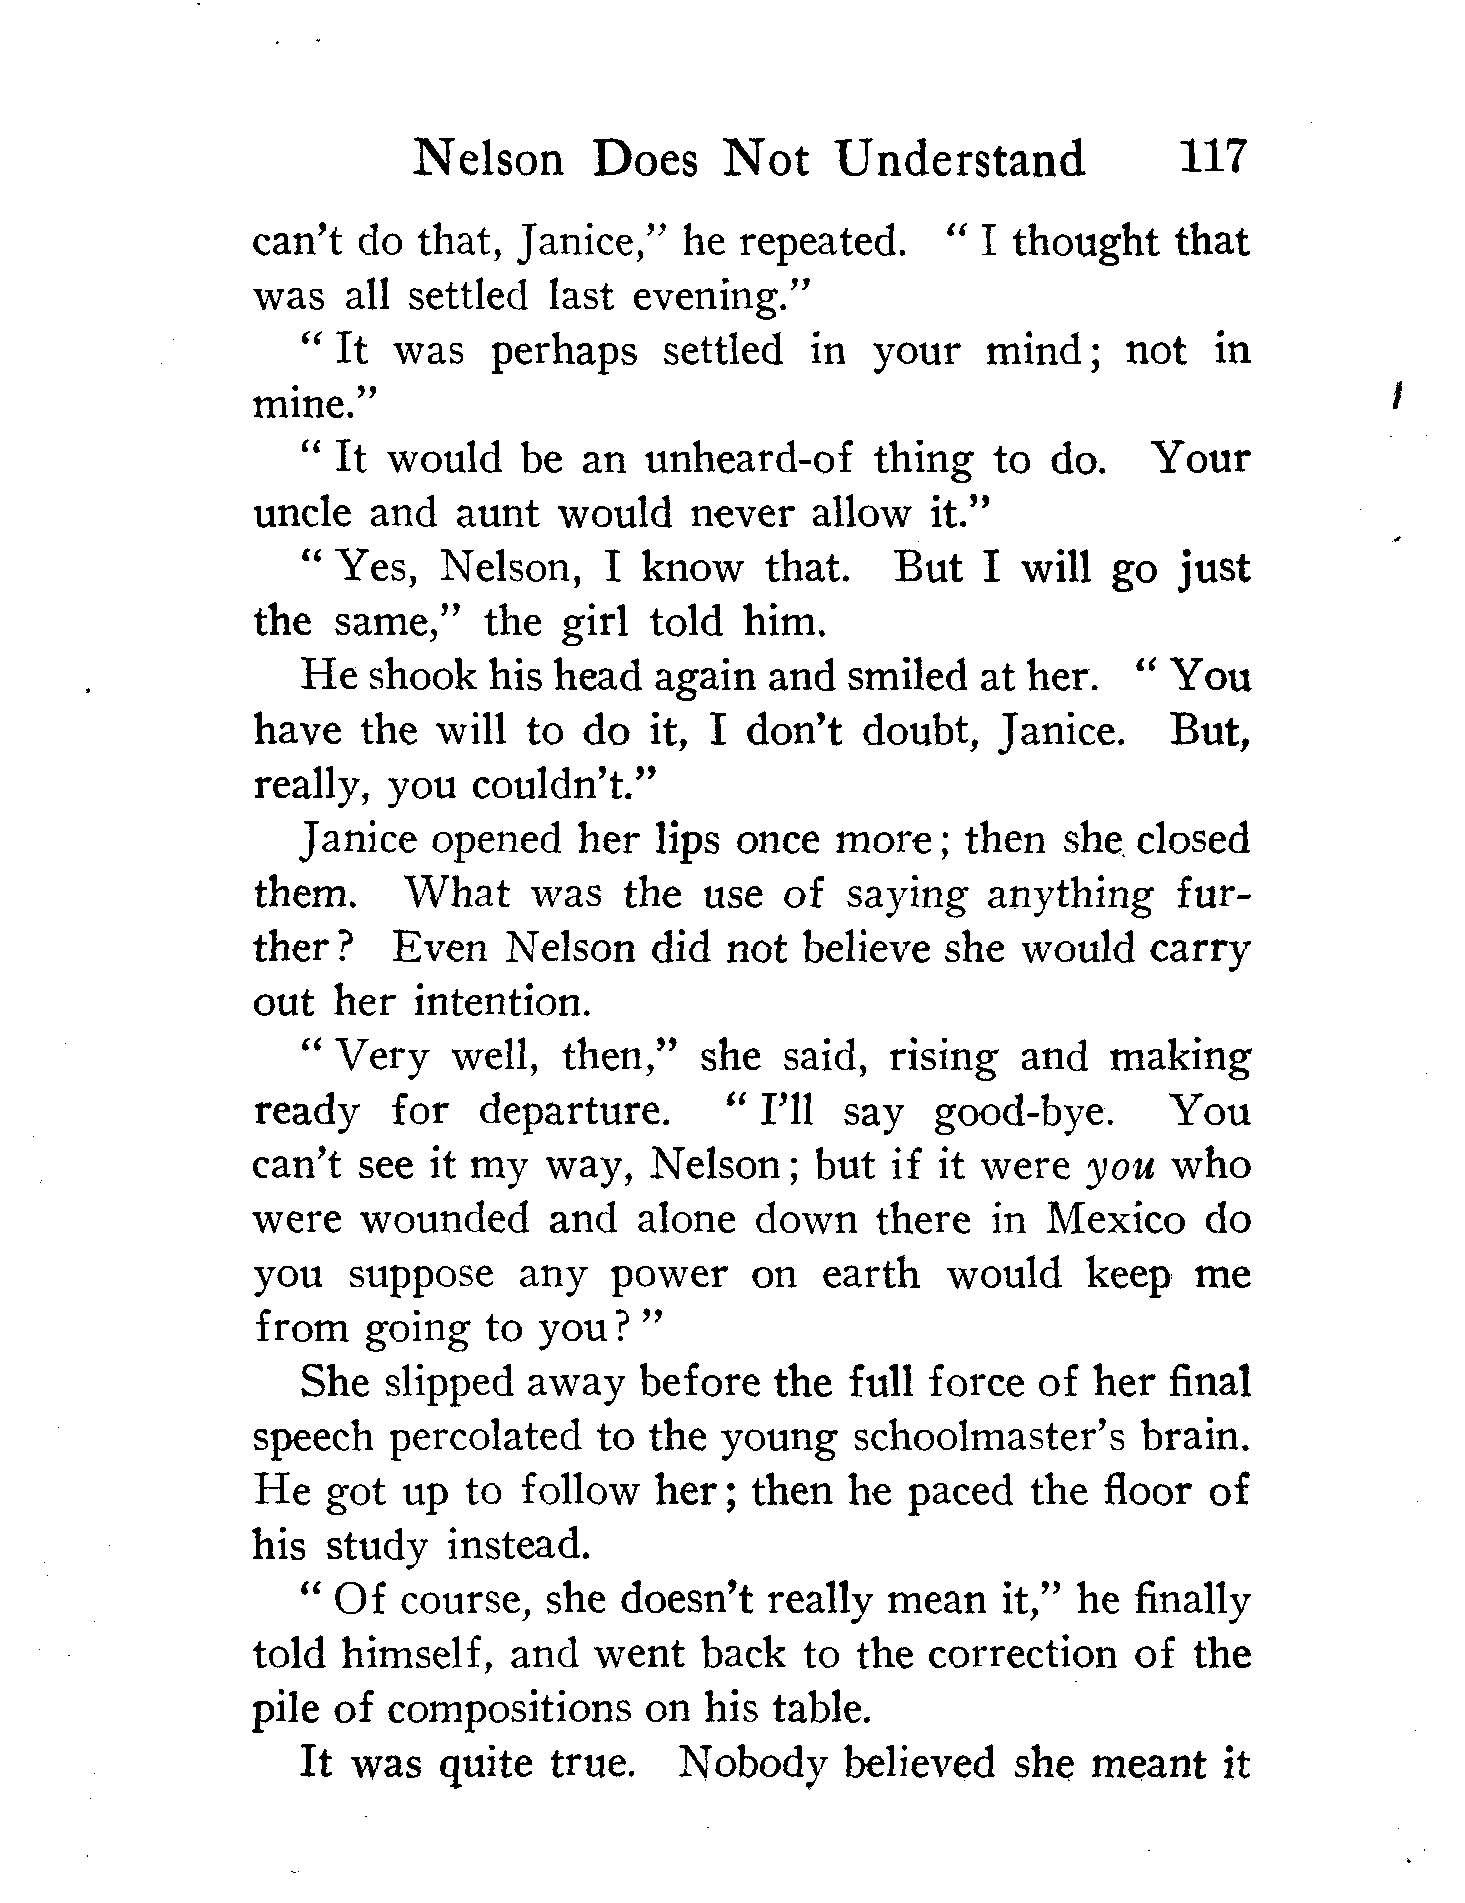 Nelson Does Not Understand 117
can't do that, Janice," he repeated. "I thought that
was all settled last evening."
"It was perhaps settled in your mind; not in
mine."
"It would be an unheard-of thing to do. Your
uncle and aunt would never allow it."
"Yes, Nelson, I know that. But I will go just
the same," the girl told him.
He shook his head again and smiled at her. "You
have the will to do it, I don't doubt, Janice. But,
really, you couldn't."
Janice opened her lips once more; then she closed
them. What was the use of saying anything fur-
ther? Even Nelson did not believe she would carry
out her intention.
"Very well, then," she said, rising and making
ready for departure. "I'll say good-bye. You
can't see it my way, Nelson; but if it were you who
were wounded and alone down there in Mexico do
you suppose any power on earth would keep me
from going to you?"
She slipped away before the full force of her final
speech percolated to the young schoolmaster's brain.
He got up to follow her; then he paced the floor of
his study instead.
"Of course, she doesn't really mean it," he finally
told himself, and went back to the correction of the
pile of compositions on his table.
It was quite true. Nobody believed she meant it